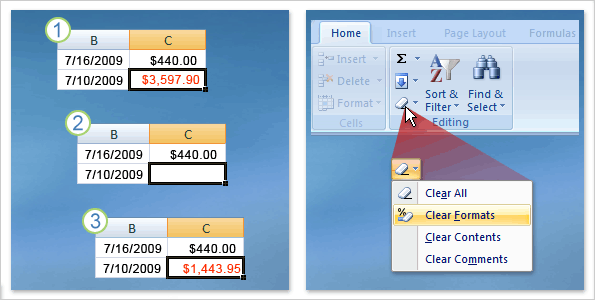 1
B C
7/16/2009 $440.00
7/10/2009 $3,597.90
2
B C
7/16/2009 $440.00
7/10/2009
3
B C
7/16/2009 $440.00
7/10/2009 $1,443.95
Home Insert Page Layout Formulas
Insert
Delete
Format
Cells
Σ
A
Z
Sort &
Filter
Find &
Select
Editing
Clear All
% Clear Formats
Clear Contents
Clear Comments